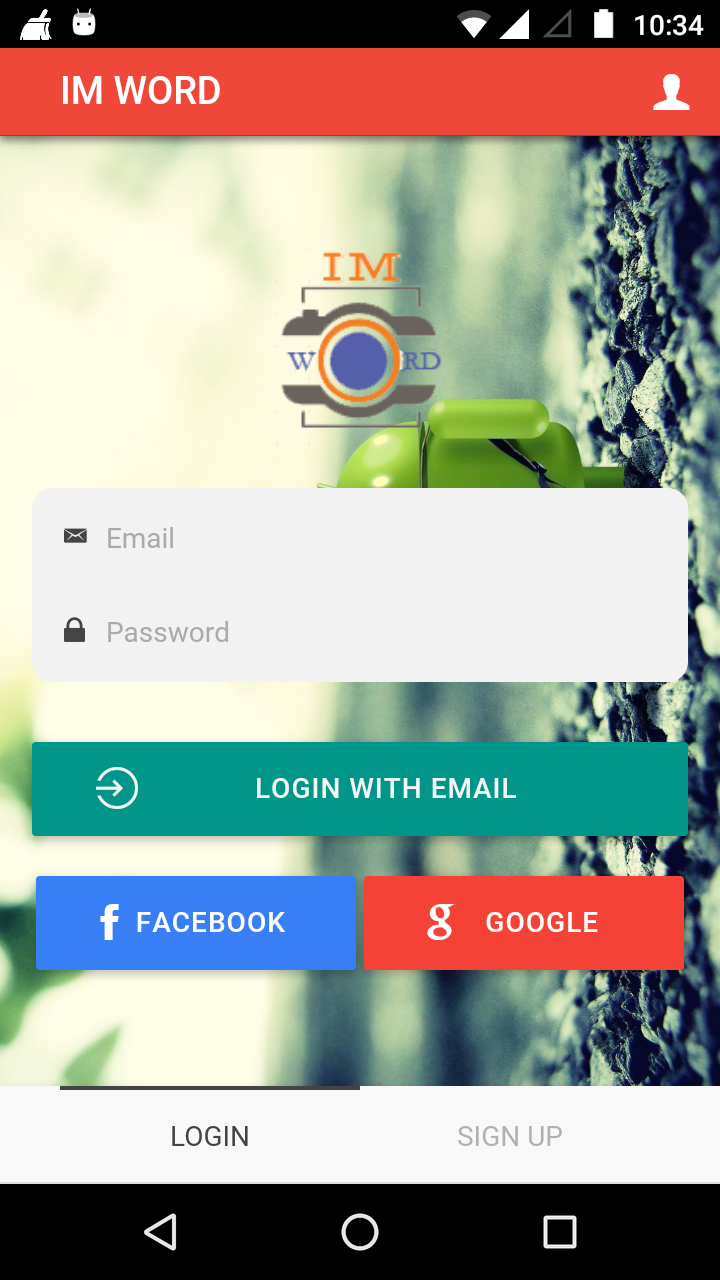 10:34
IM WORD
IM
W RD
Email
Password
LOGIN WITH EMAIL
f FACEBOOK
g GOOGLE
LOGIN
SIGN UP